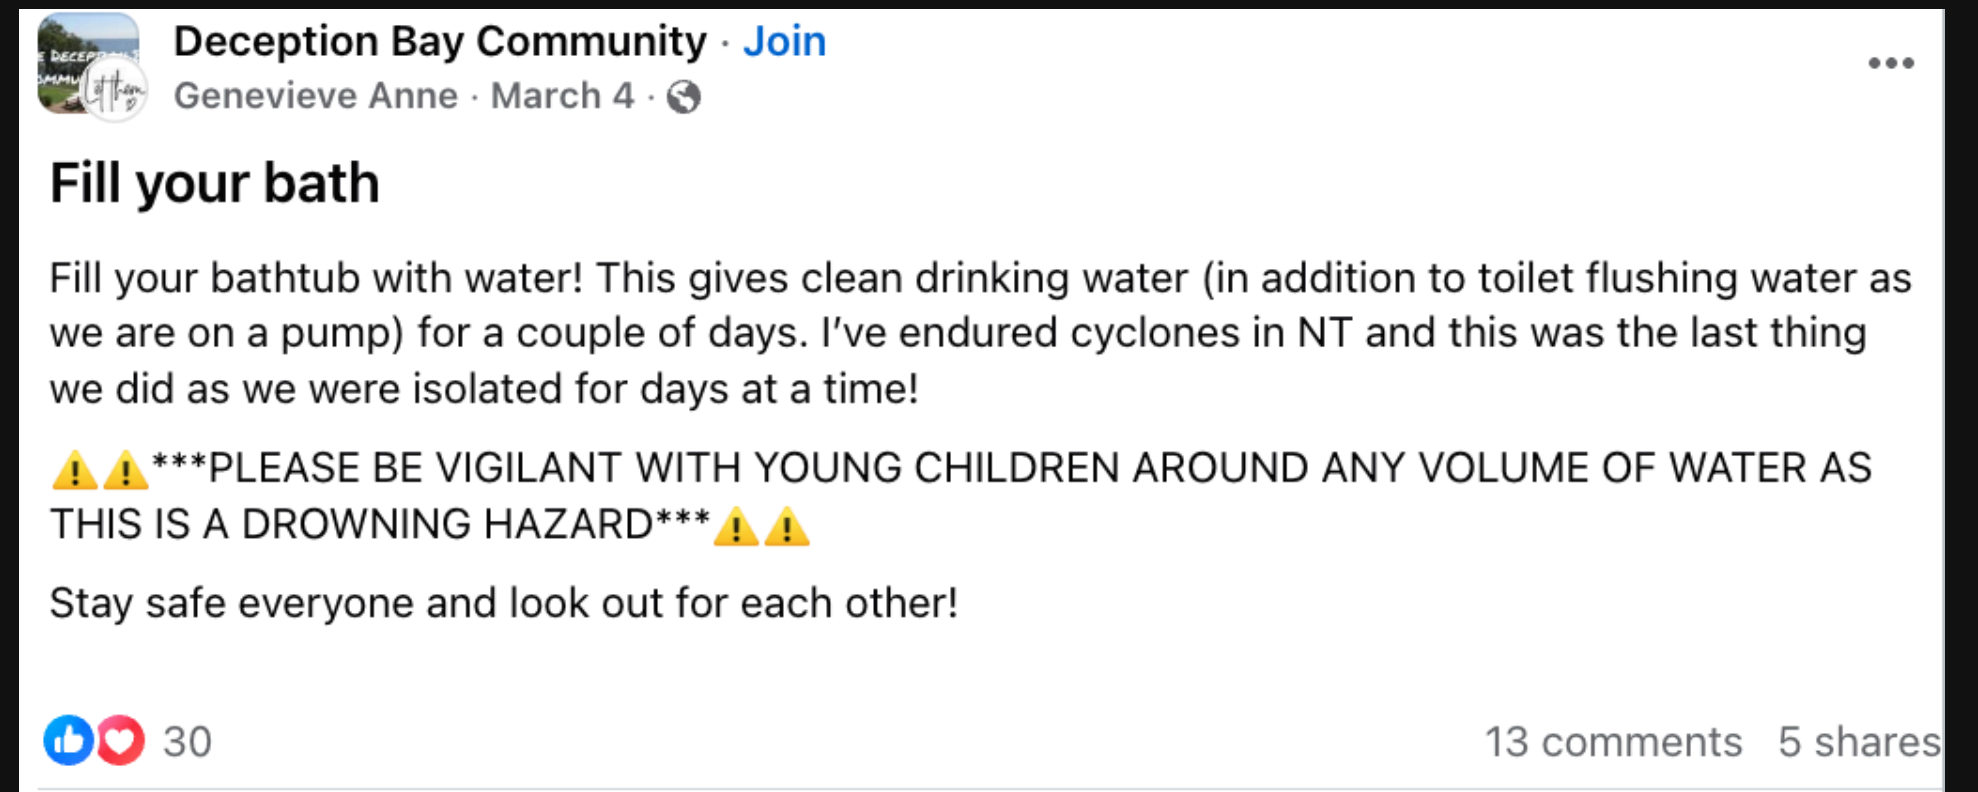 Deception Bay Community · Join
Genevieve Anne · March 4 ·
Fill your bath
Fill your bathtub with water! This gives clean drinking water (in addition to toilet flushing water as
we are on a pump) for a couple of days. I’ve endured cyclones in NT and this was the last thing
we did as we were isolated for days at a time!
⚠️⚠️***PLEASE BE VIGILANT WITH YOUNG CHILDREN AROUND ANY VOLUME OF WATER AS
THIS IS A DROWNING HAZARD***⚠️⚠️
Stay safe everyone and look out for each other!
30
13 comments 5 shares